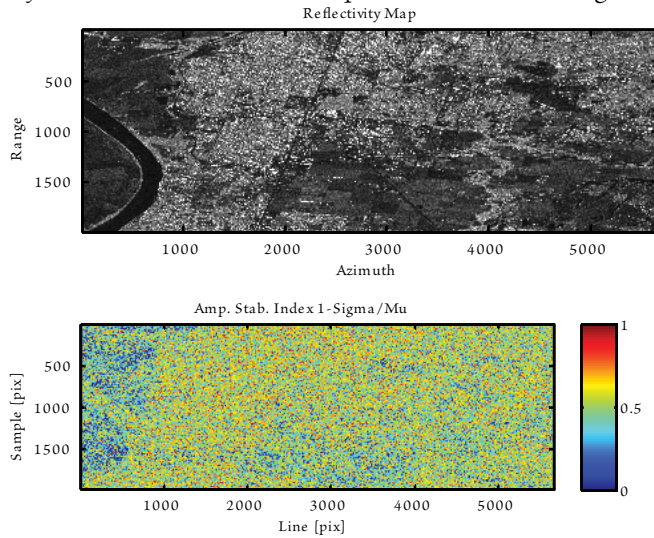 Reflectivity Map
500
1000
1500
Range
1000 2000 3000 4000 5000
Azimuth
Amp. Stab. Index 1-Sigma/Mu
500
1000
1500
Sample [pix]
1000 2000 3000 4000 5000
Line [pix]
1
0.5
0